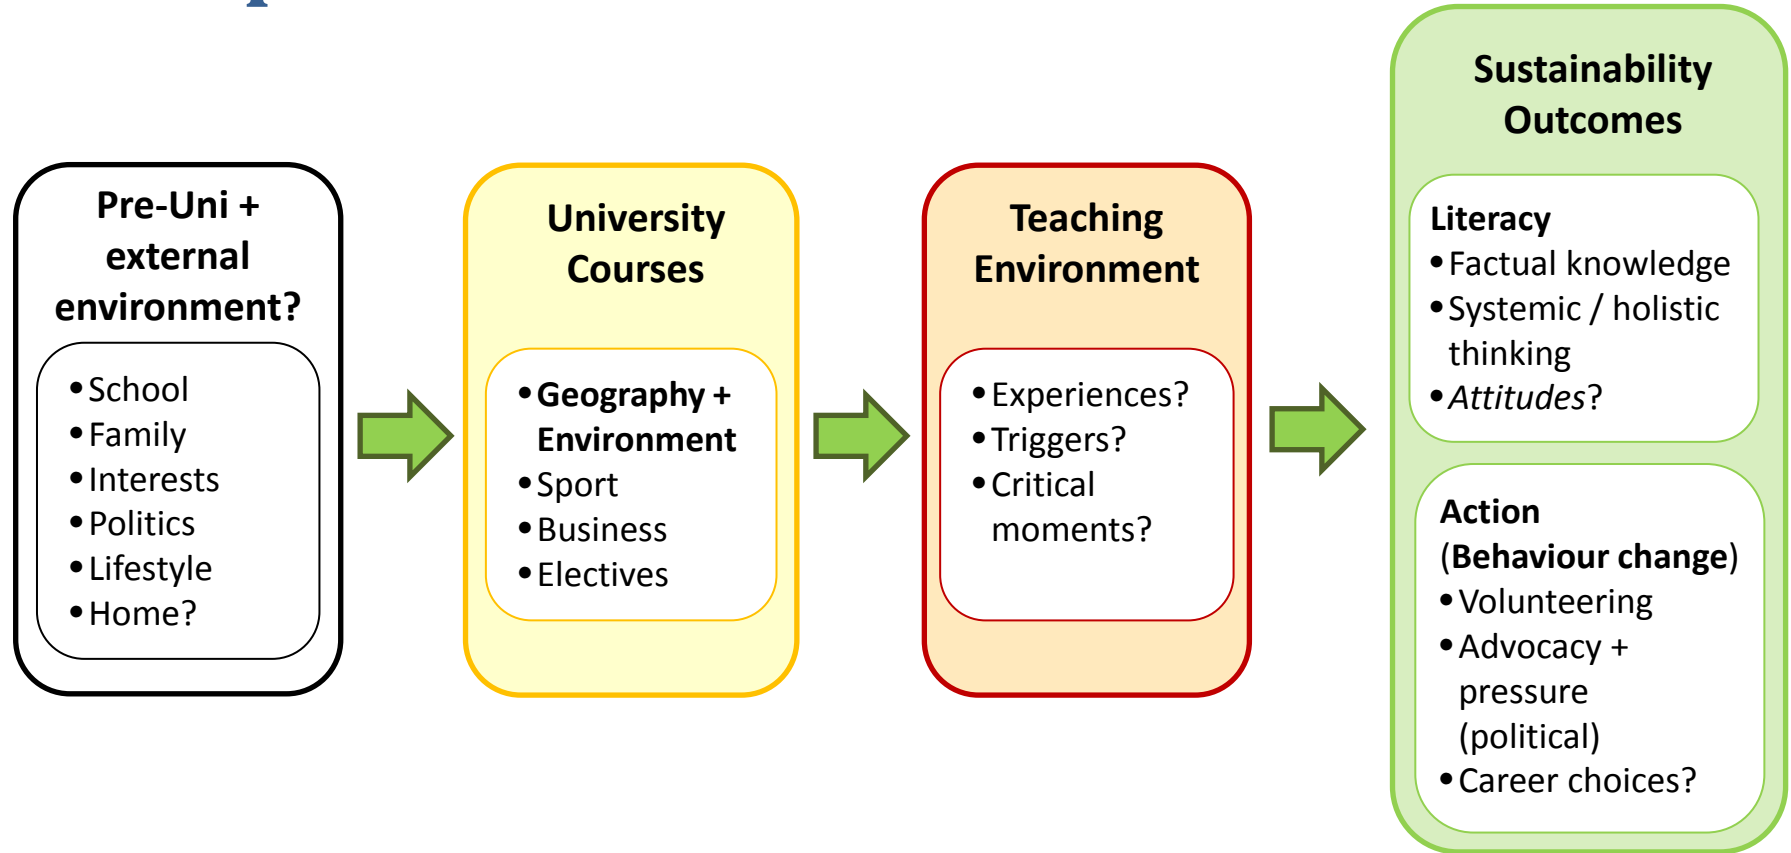 Pre-Uni +
external
environment?
• School
• Family
• Interests
• Politics
• Lifestyle
• Home?
University
Courses
• Geography +
Environment
• Sport
• Business
• Electives
Teaching
Environment
• Experiences?
• Triggers?
• Critical
moments?
Sustainability
Outcomes
Literacy
• Factual knowledge
• Systemic / holistic
thinking
• Attitudes?
Action
(Behaviour change)
• Volunteering
• Advocacy +
pressure
(political)
• Career choices?